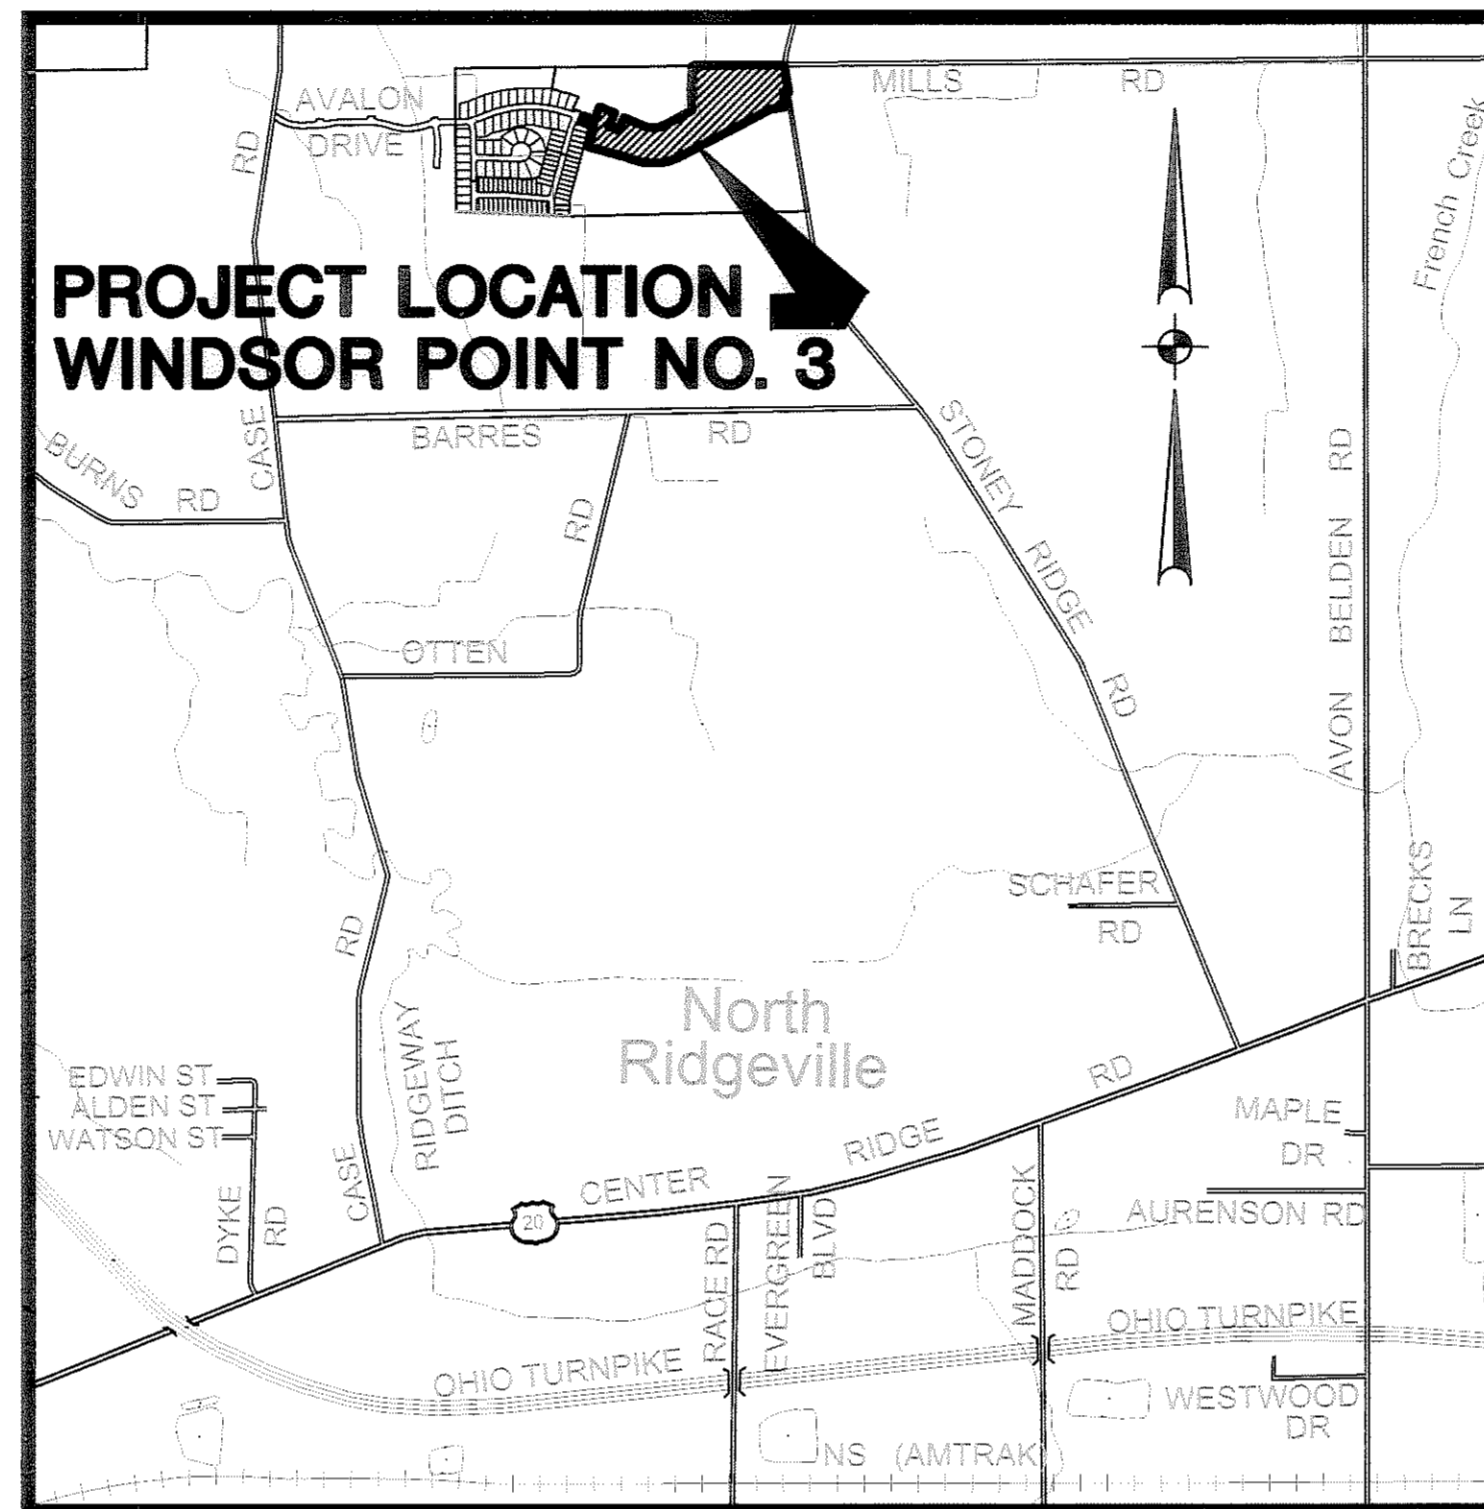 MILLS RD
AVALON
DRIVE
RD
French Creek
PROJECT LOCATION
WINDSOR POINT NO. 3
CASE
BARRES RD
BURNS RD
STONEY RIDGE RD
RD
OTTEN
AVON BELDEN RD
SCHAFER
RD
BRECKS
LN
RD
RIDGEWAY
DITCH
North
Ridgeville
EDWIN ST
ALDEN ST
WATSON ST
DYKE
RD
CASE
CENTER RIDGE RD
20
MAPLE
DR
AURENSON RD
RACE RD
EVERGREEN
BLVD
MADDOCK
RD
OHIO TURNPIKE
OHIO TURNPIKE
WESTWOOD
DR
NS (AMTRAK